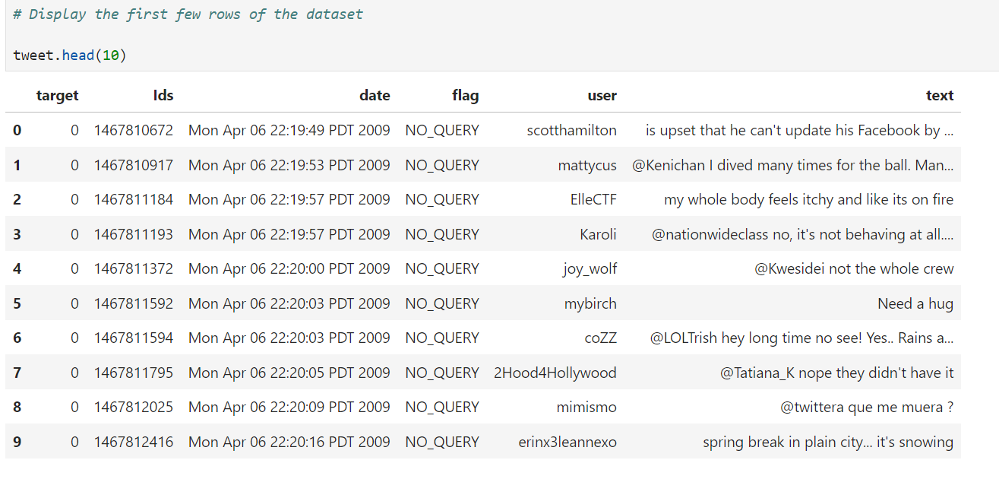 # Display the first few rows of the dataset
tweet.head(10)
target Ids date flag user text
0 0 1467810672 Mon Apr 06 22:19:49 PDT 2009 NO_QUERY scotthamilton is upset that he can't update his Facebook by ...
1 0 1467810917 Mon Apr 06 22:19:53 PDT 2009 NO_QUERY mattycus @Kenichan I dived many times for the ball. Man...
2 0 1467811184 Mon Apr 06 22:19:57 PDT 2009 NO_QUERY ElleCTF my whole body feels itchy and like its on fire
3 0 1467811193 Mon Apr 06 22:19:57 PDT 2009 NO_QUERY Karoli @nationwideclass no, it's not behaving at all....
4 0 1467811372 Mon Apr 06 22:20:00 PDT 2009 NO_QUERY joy_wolf @Kwesidei not the whole crew
5 0 1467811592 Mon Apr 06 22:20:03 PDT 2009 NO_QUERY mybirch Need a hug
6 0 1467811594 Mon Apr 06 22:20:03 PDT 2009 NO_QUERY coZZ @LOLTrish hey long time no see! Yes.. Rains a...
7 0 1467811795 Mon Apr 06 22:20:05 PDT 2009 NO_QUERY 2Hood4Hollywood @Tatiana_K nope they didn't have it
8 0 1467812025 Mon Apr 06 22:20:09 PDT 2009 NO_QUERY mimismo @twittera que me muera ?
9 0 1467812416 Mon Apr 06 22:20:16 PDT 2009 NO_QUERY erinx3leannexo spring break in plain city... it's snowing